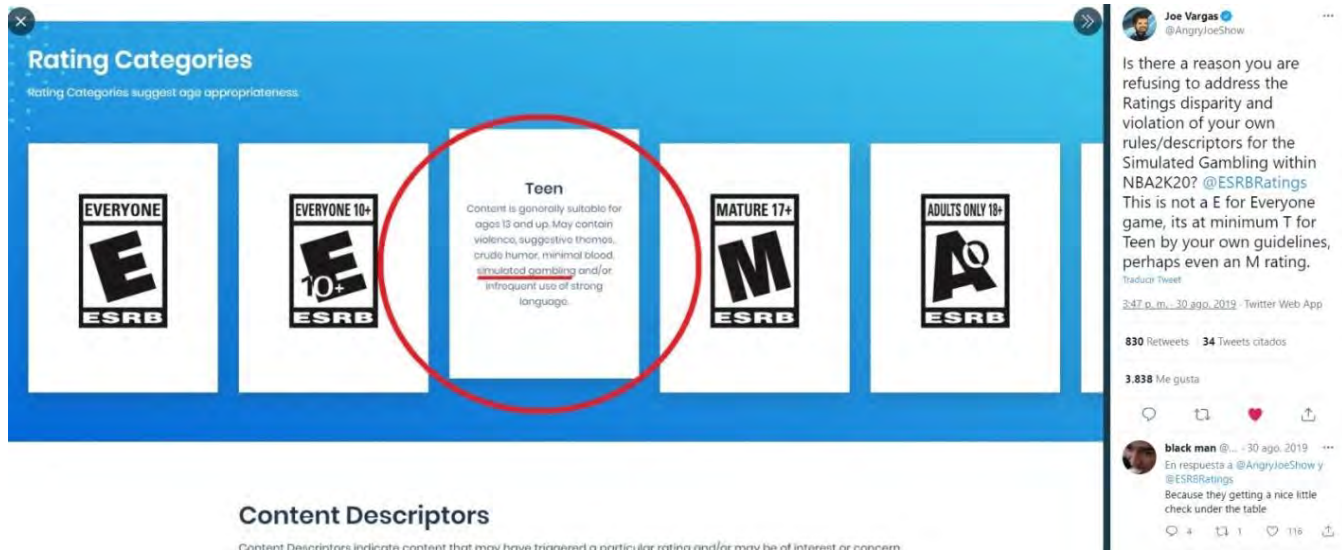 Rating Categories
Rating Categories suggest age appropriateness
EVERYONE
E
ESRB
EVERYONE 10+
E
10+
ESRB
Teen
Content is generally suitable for
ages 13 and up. May contain
violence, suggestive themes,
crude humor, minimal blood,
simulated gambling and/or
infrequent use of strong
language.
MATURE 17+
M
ESRB
ADULTS ONLY 18+
AO
ESRB
Content Descriptors
Content Descriptors indicate content that may have triggered a particular rating and/or may be of interest or concern
Joe Vargas
@AngryJoeShow
Is there a reason you are
refusing to address the
Ratings disparity and
violation of your own
rules/descriptors for the
Simulated Gambling within
NBA2K20? @ESRBRatings
This is not a E for Everyone
game, its at minimum T for
Teen by your own guidelines,
perhaps even an M rating.
Traducir Tweet
3:47 p. m. · 30 ago. 2019 · Twitter Web App
830 Retweets 34 Tweets citados
3.838 Me gusta
black man @... · 30 ago. 2019
En respuesta a @AngryJoeShow y
@ESRBRatings
Because they getting a nice little
check under the table
4 1 116